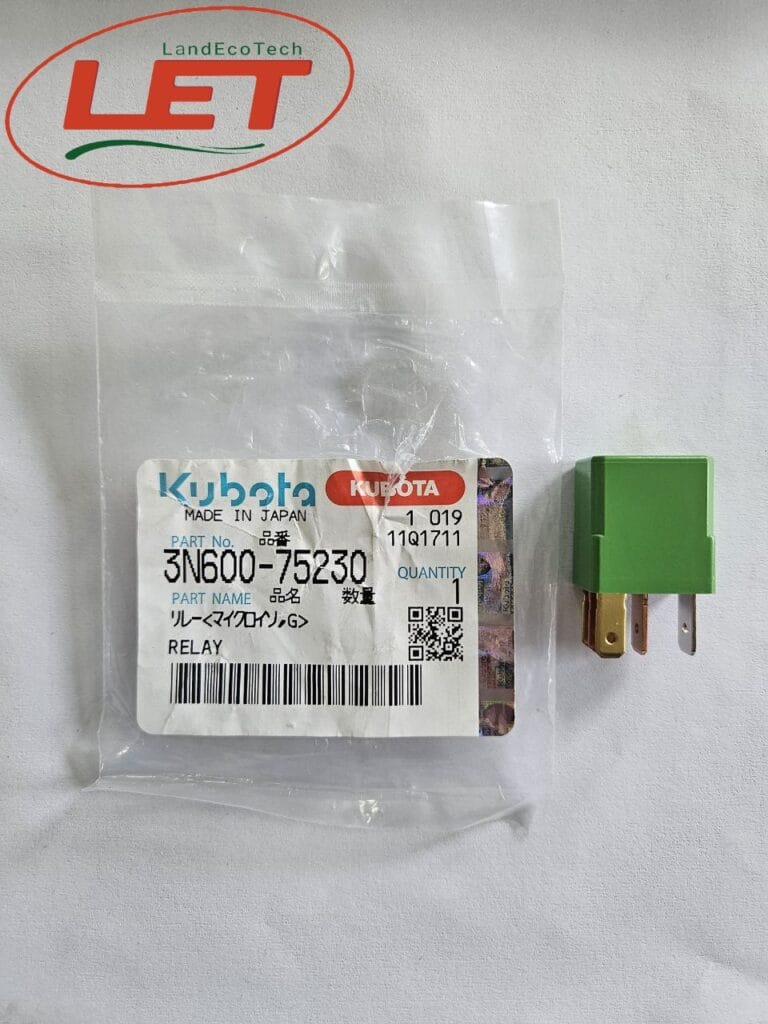 LandEcoTech
LET
Kubota KUBOTA
MADE IN JAPAN 1 019
PART No. 品番 11Q1711
3N600-75230 QUANTITY
PART NAME 品名 数量 1
リレー<マイクロイソ,G>
RELAY